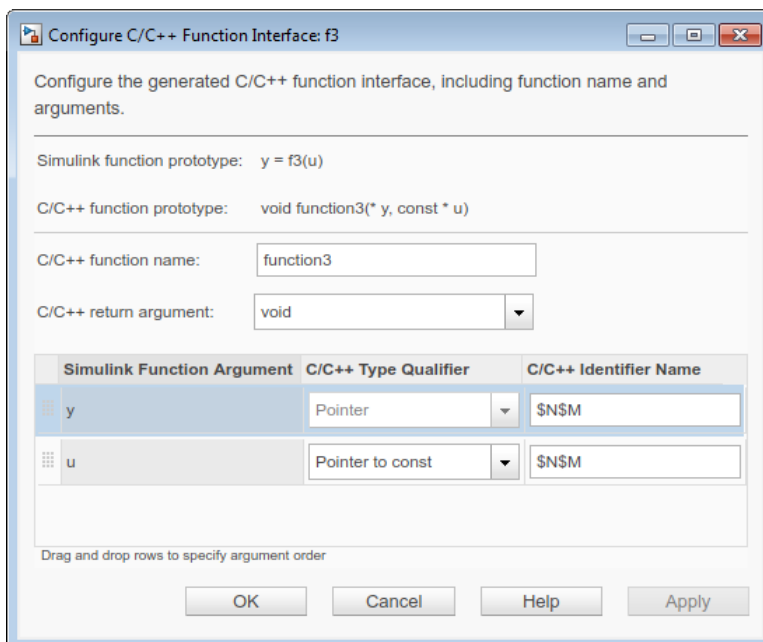 Configure C/C++ Function Interface: f3
Configure the generated C/C++ function interface, including function name and
arguments.
Simulink function prototype: y = f3(u)
C/C++ function prototype: void function3(* y, const * u)
C/C++ function name: function3
C/C++ return argument: void
Simulink Function Argument C/C++ Type Qualifier C/C++ Identifier Name
y Pointer $N$M
u Pointer to const $N$M
Drag and drop rows to specify argument order
OK Cancel Help Apply